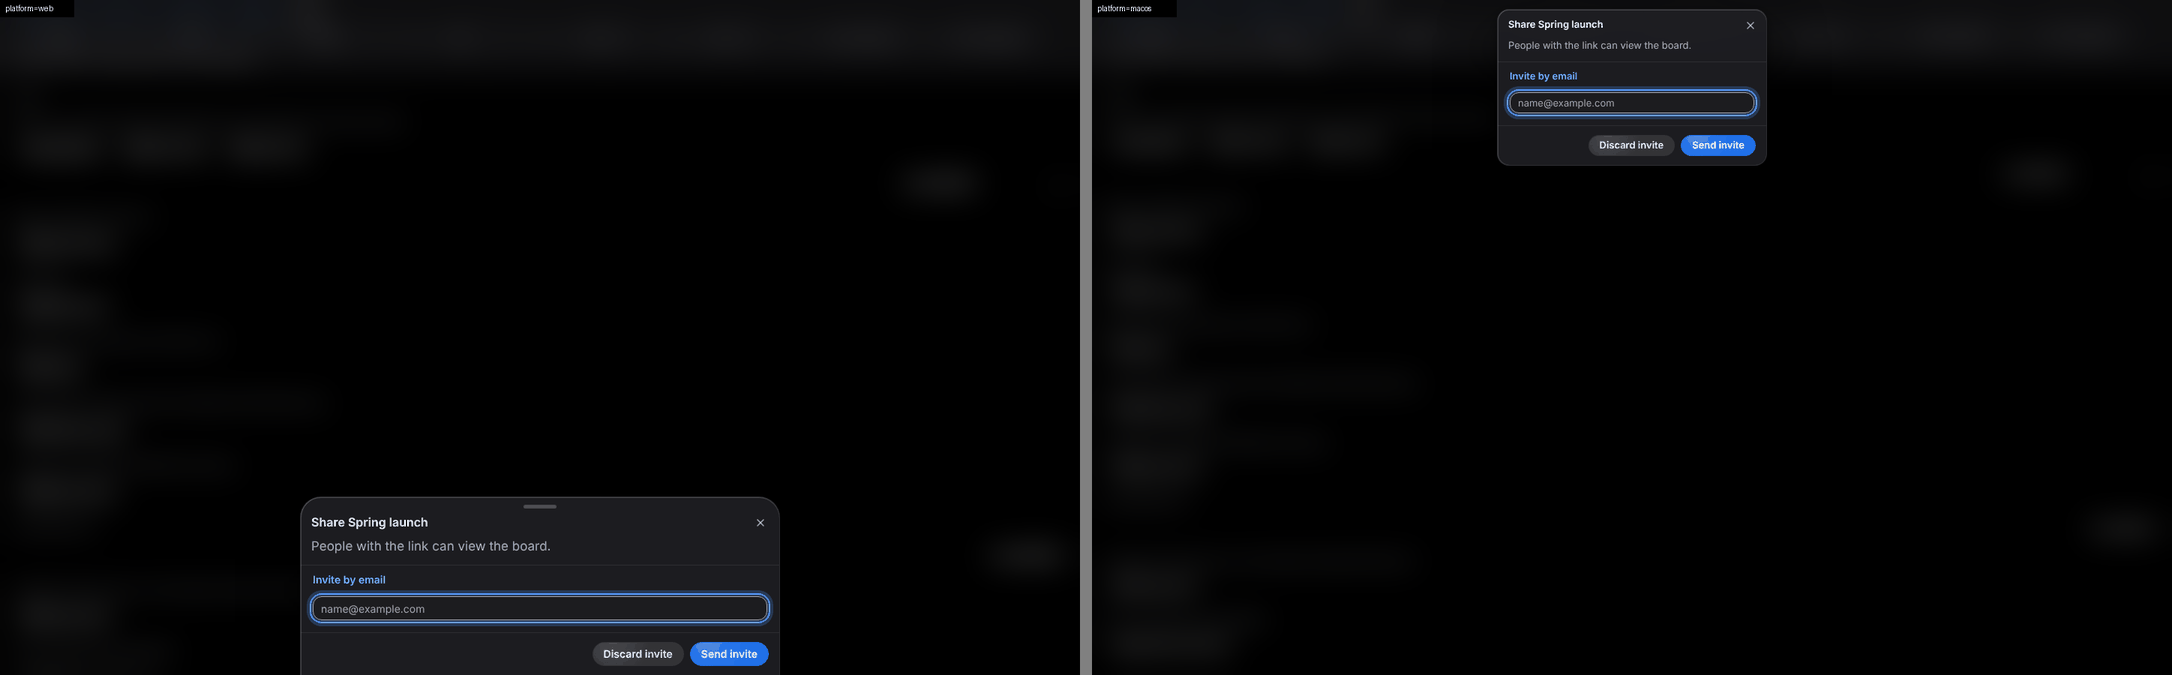 platform=web
Share Spring launch
People with the link can view the board.
Invite by email
name@example.com
Discard invite
Send invite
platform=macos
Share Spring launch
People with the link can view the board.
Invite by email
name@example.com
Discard invite
Send invite